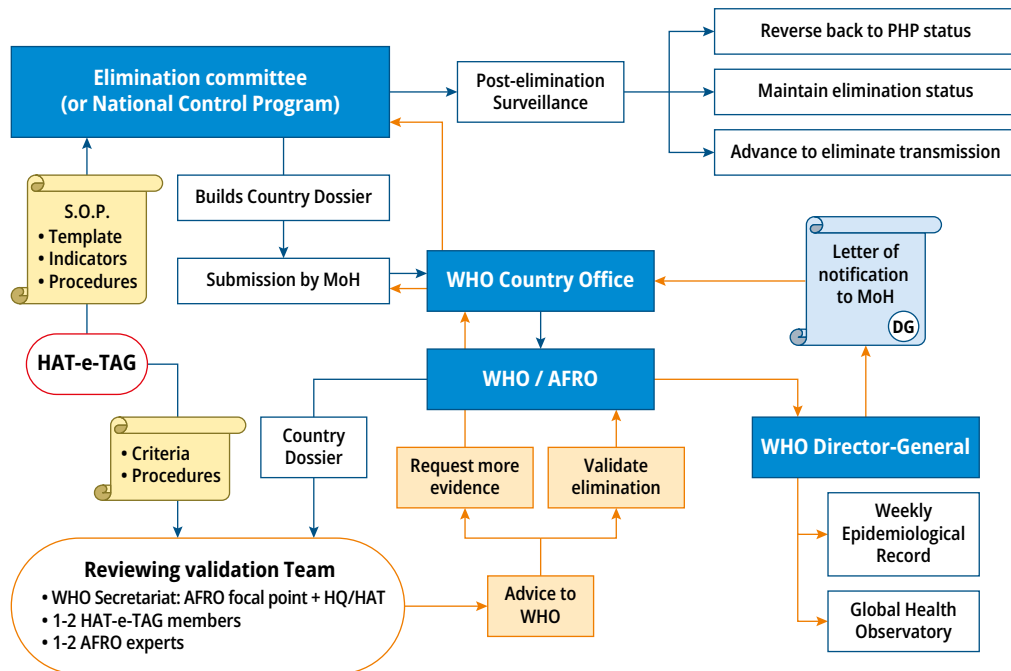 Elimination committee
(or National Control Program)
Post-elimination
Surveillance
Reverse back to PHP status
Maintain elimination status
Advance to eliminate transmission
S.O.P.
• Template
• Indicators
• Procedures
Builds Country Dossier
Submission by MoH
WHO Country Office
Letter of
notification
to MoH
DG
HAT-e-TAG
WHO / AFRO
• Criteria
• Procedures
Country
Dossier
Request more
evidence
Validate
elimination
WHO Director-General
Weekly
Epidemiological
Record
Global Health
Observatory
Reviewing validation Team
• WHO Secretariat: AFRO focal point + HQ/HAT
• 1-2 HAT-e-TAG members
• 1-2 AFRO experts
Advice to
WHO